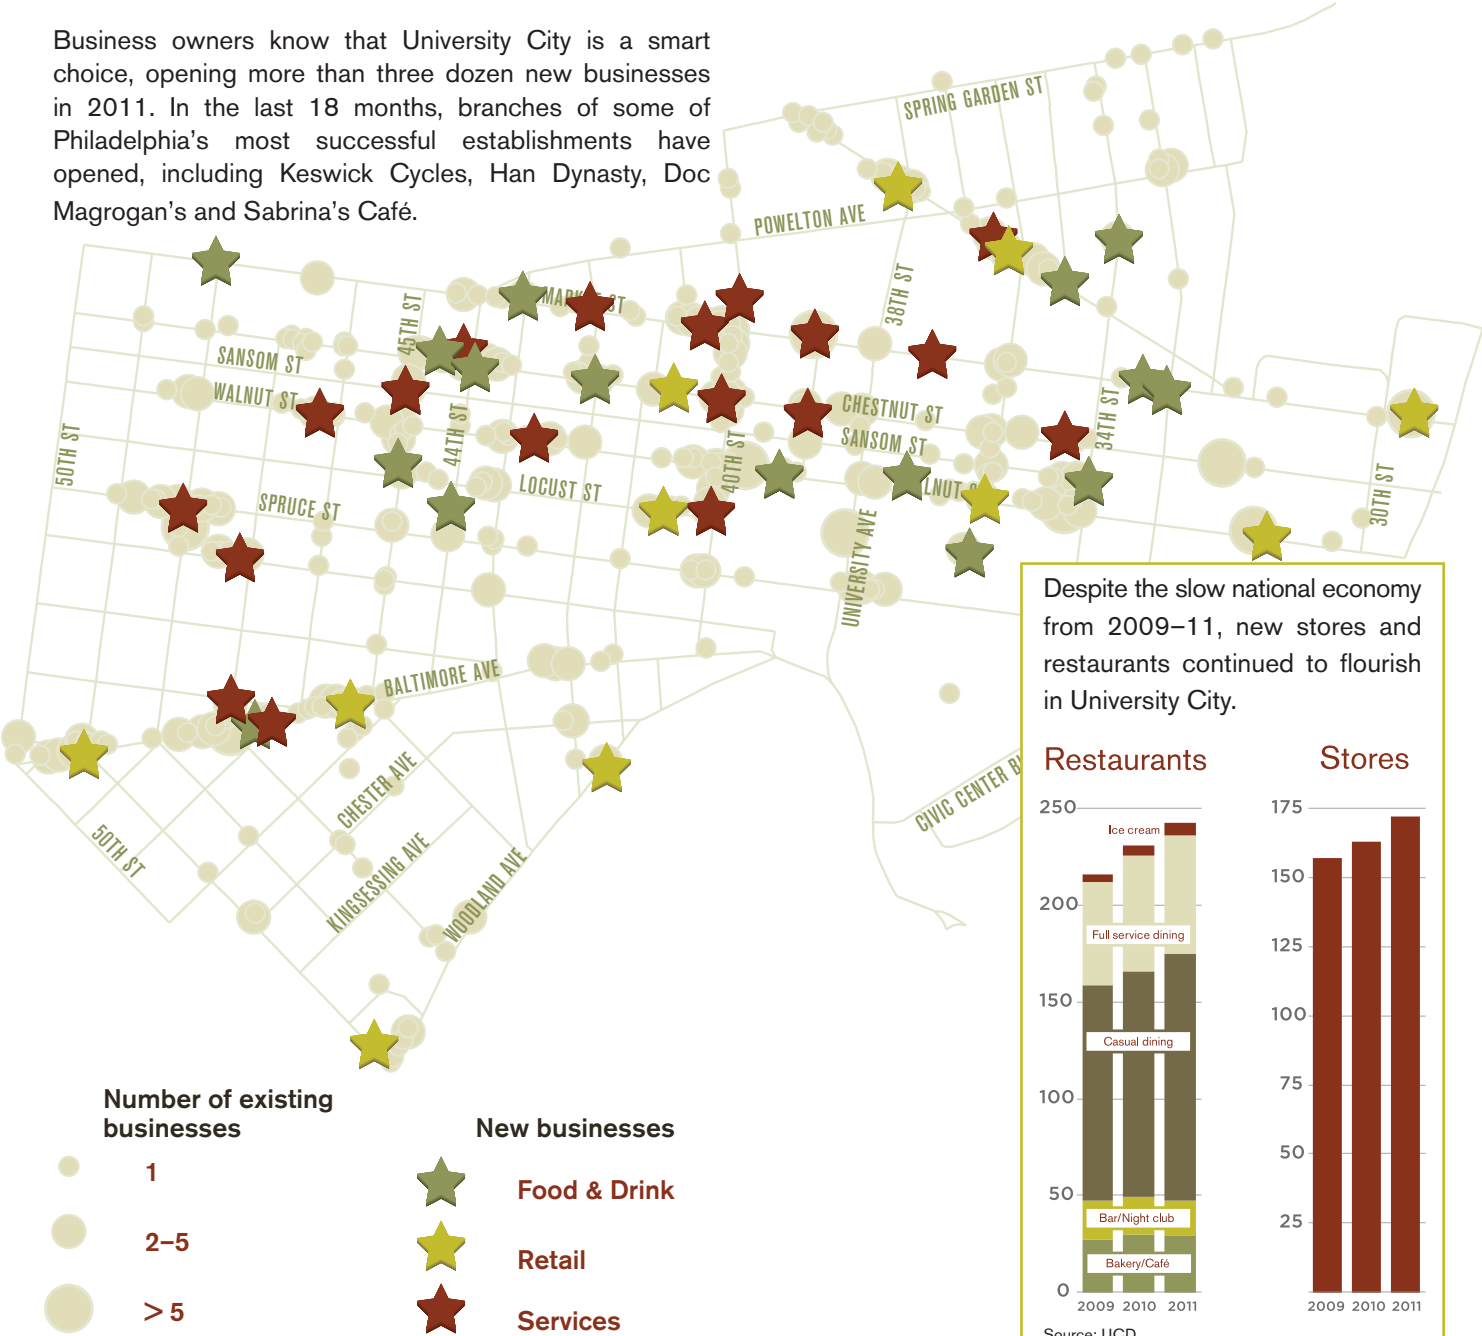 Business owners know that University City is a smart
choice, opening more than three dozen new businesses
in 2011. In the last 18 months, branches of some of
Philadelphia's most successful establishments have
opened, including Keswick Cycles, Han Dynasty, Doc
Magrogan's and Sabrina's Café.
SPRING GARDEN ST
POWELTON AVE
38TH ST
45TH ST
SANSOM ST
WALNUT ST
CHESTNUT ST
SANSOM ST
34TH ST
44TH ST
40TH ST
50TH ST
LOCUST ST
SPRUCE ST
30TH ST
UNIVERSITY AVE
BALTIMORE AVE
CHESTER AVE
50TH ST
KINGSESSING AVE
WOODLAND AVE
CIVIC CENTER
Despite the slow national economy
from 2009–11, new stores and
restaurants continued to flourish
in University City.
Restaurants
250
200
150
100
50
0
Ice cream
Full service dining
Casual dining
Bar/Night club
Bakery/Café
2009 2010 2011
Stores
175
150
125
100
75
50
25
2009 2010 2011
Source: UCD
Number of existing
businesses
1
2–5
> 5
New businesses
Food & Drink
Retail
Services